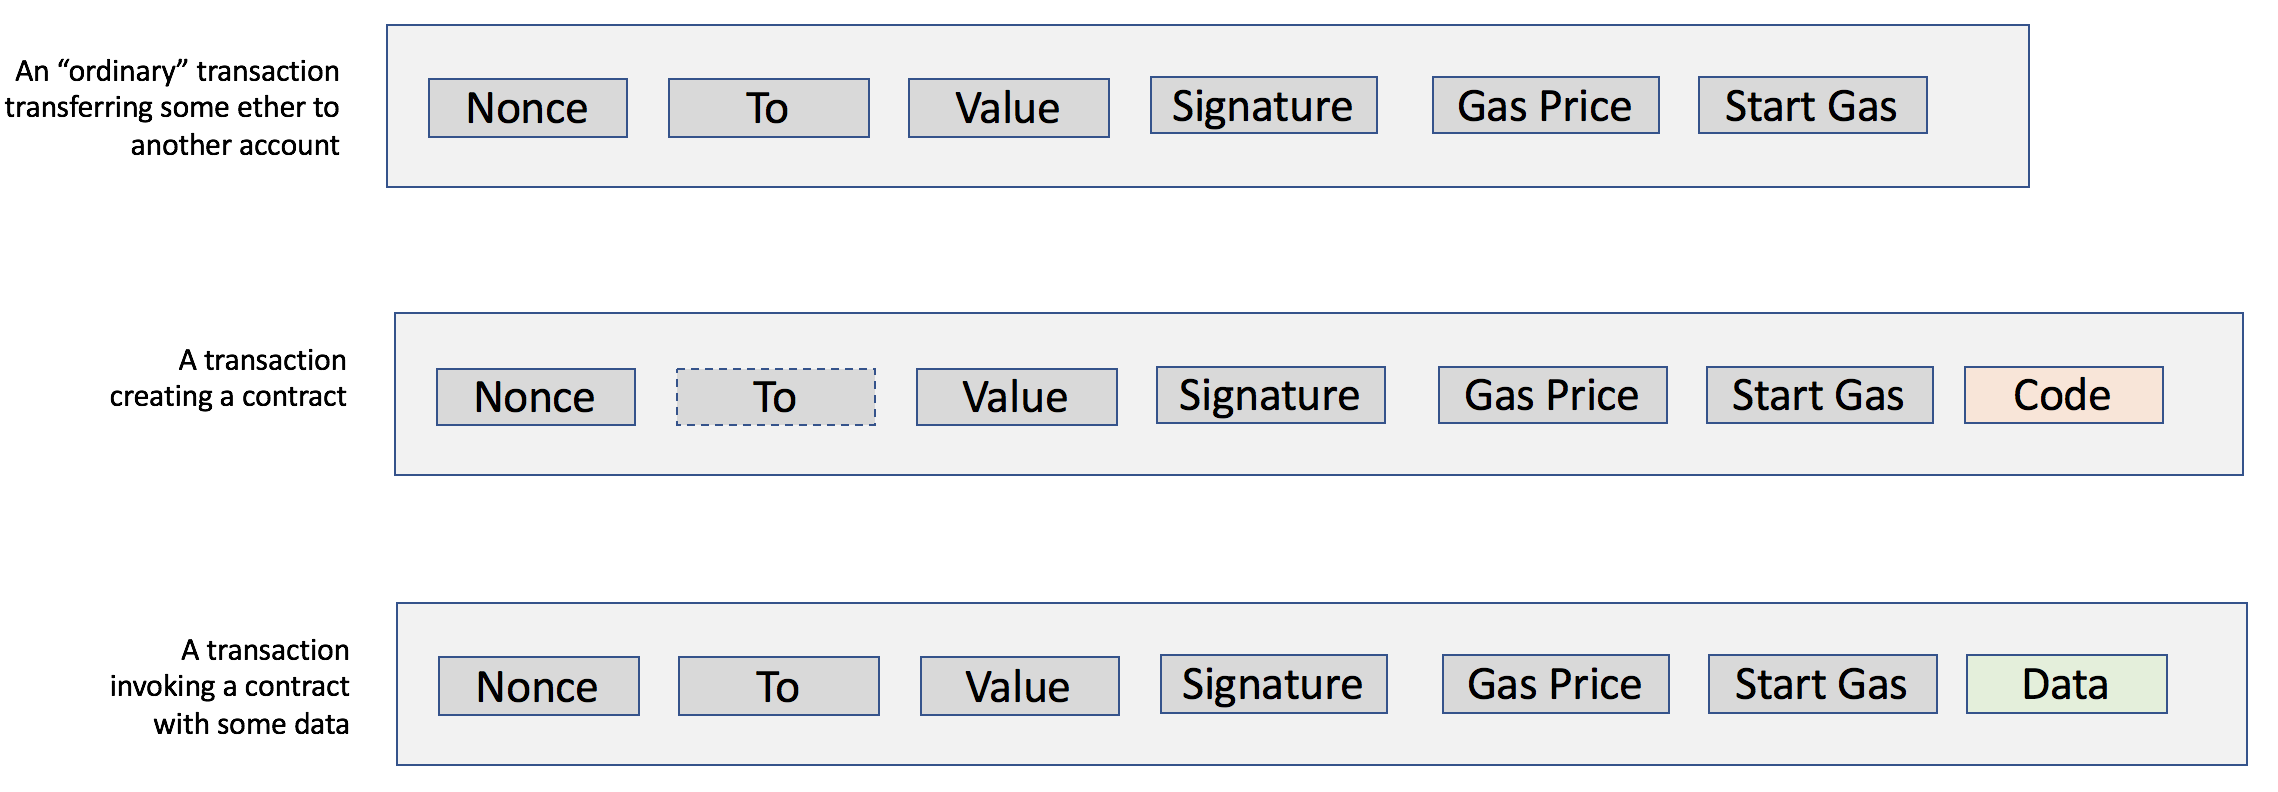 An “ordinary” transaction
transferring some ether to
another account
Nonce To Value Signature Gas Price Start Gas
A transaction
creating a contract
Nonce To Value Signature Gas Price Start Gas Code
A transaction
invoking a contract
with some data
Nonce To Value Signature Gas Price Start Gas Data